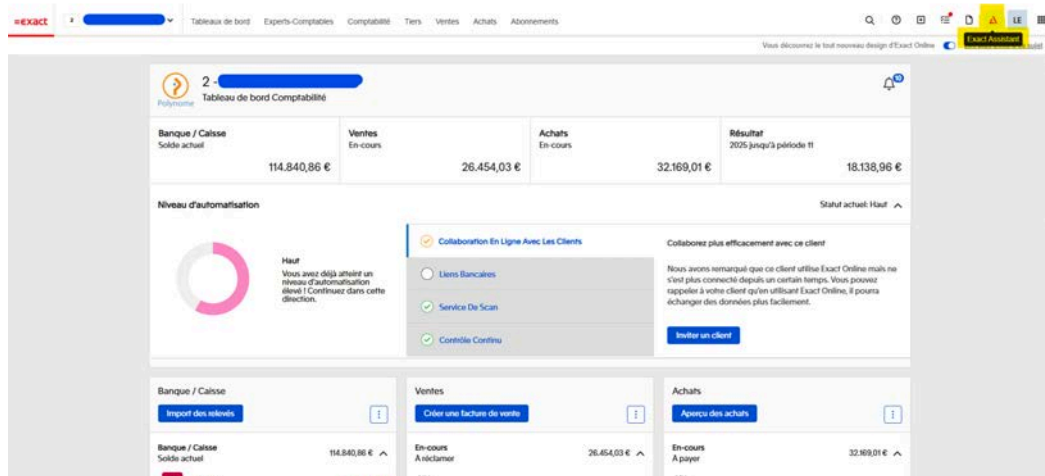 =exact 2 Tableaux de bord Experts-Comptables Comptabilité Tiers Ventes Achats Abonnements LE
Exact Assistant
Vous découvrez le tout nouveau design d'Exact Online
2 -
Tableau de bord Comptabilité
Polynome
10
Banque / Caisse
Solde actuel
114.840,86 €
Ventes
En-cours
26.454,03 €
Achats
En-cours
32.169,01 €
Résultat
2025 jusqu'à période 11
18.138,96 €
Niveau d'automatisation
Statut actuel: Haut
Haut
Vous avez déjà atteint un
niveau d'automatisation
élevé ! Continuez dans cette
direction.
Collaboration En Ligne Avec Les Clients
Liens Bancaires
Service De Scan
Contrôle Continu
Collaborez plus efficacement avec ce client
Nous avons remarqué que ce client utilise Exact Online mais ne
s'est plus connecté depuis un certain temps. Vous pouvez
rappeler à votre client qu'en utilisant Exact Online, il pourra
échanger des données plus facilement.
Inviter un client
Banque / Caisse
Import des relevés
Banque / Caisse
Solde actuel
114.840,86 €
Ventes
Créer une facture de vente
En-cours
A réclamer
26.454,03 €
Achats
Aperçu des achats
En-cours
A payer
32.169,01 €